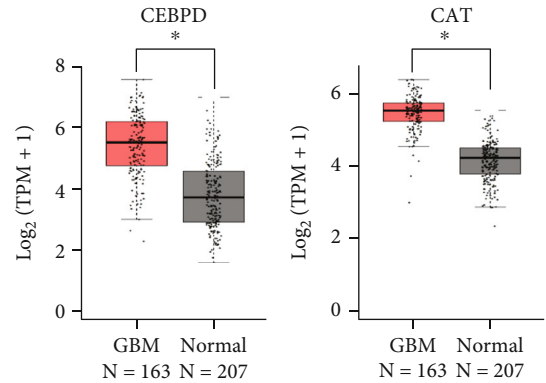 CEBPD
*
8
6
4
2
0
Log₂ (TPM + 1)
GBM Normal
N = 163 N = 207
CAT
*
6
4
2
0
Log₂ (TPM + 1)
GBM Normal
N = 163 N = 207